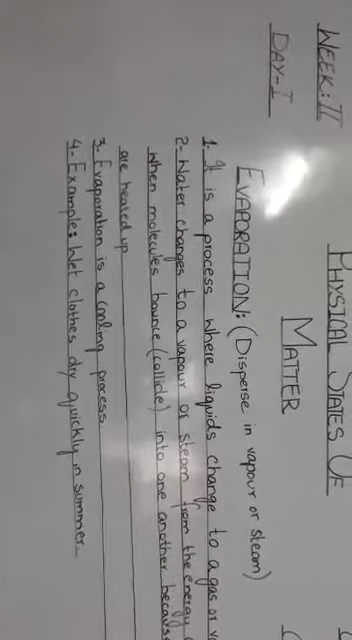 WEEK: II
PHYSICAL STATES OF
DAY-I
MATTER
EVAPORATION: (Disperse in vapour or steam)
1. It is a process where liquids change to a gas or
2- Water changes to a vapour or steam from the energy
when molecules bounce (collide) into one another because
are heated up
3. Evaporation is a cooling process
4. Example: Wet clothes dry quickly in summer.